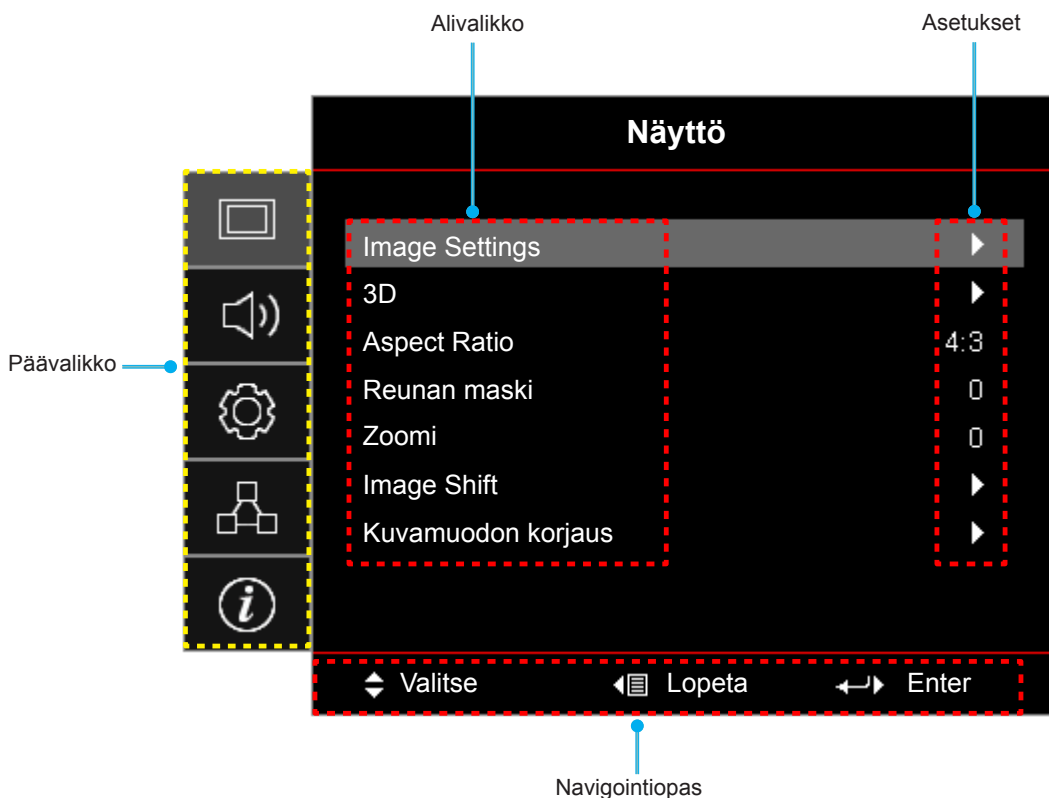 Alivalikko
Asetukset
Näyttö
Image Settings
3D
Aspect Ratio 4:3
Päävalikko
Reunan maski 0
Zoomi 0
Image Shift
Kuvamuodon korjaus
i
Valitse Lopeta Enter
Navigointiopas